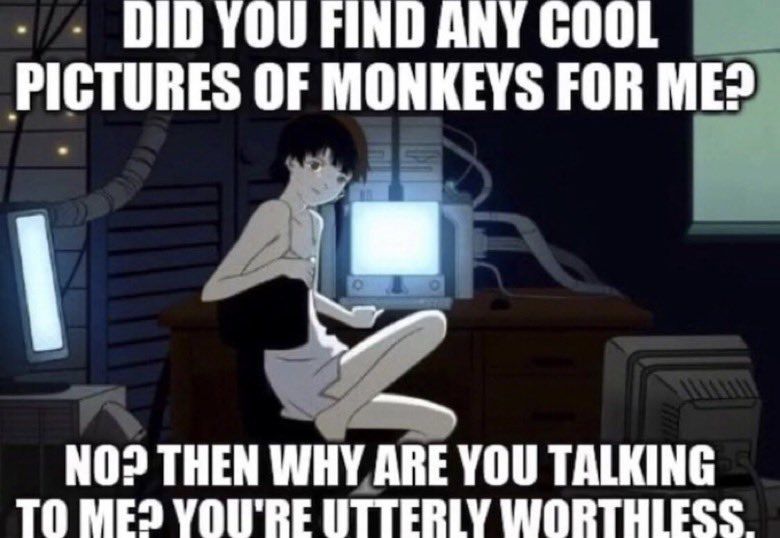 DID YOU FIND ANY COOL
PICTURES OF MONKEYS FOR ME?
NO? THEN WHY ARE YOU TALKING
TO ME? YOU'RE UTTERLY WORTHLESS.